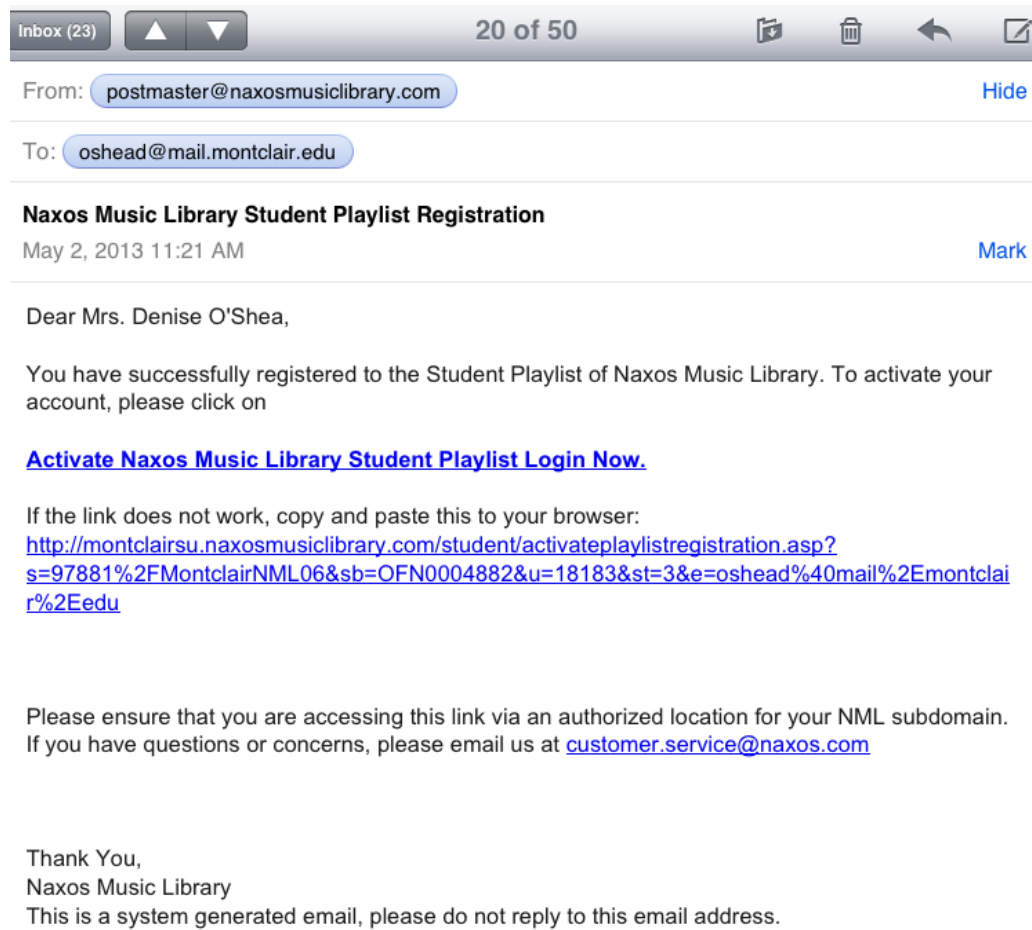 Inbox (23)
20 of 50
From: postmaster@naxosmusiclibrary.com
Hide
To: oshead@mail.montclair.edu
Naxos Music Library Student Playlist Registration
May 2, 2013 11:21 AM
Mark
Dear Mrs. Denise O'Shea,
You have successfully registered to the Student Playlist of Naxos Music Library. To activate your
account, please click on
Activate Naxos Music Library Student Playlist Login Now.
If the link does not work, copy and paste this to your browser:
http://montclairsu.naxosmusiclibrary.com/student/activateplaylistregistration.asp?
s=97881%2FMontclairNML06&sb=OFN0004882&u=18183&st=3&e=oshead%40mail%2Emontclai
r%2Eedu
Please ensure that you are accessing this link via an authorized location for your NML subdomain.
If you have questions or concerns, please email us at customer.service@naxos.com
Thank You,
Naxos Music Library
This is a system generated email, please do not reply to this email address.